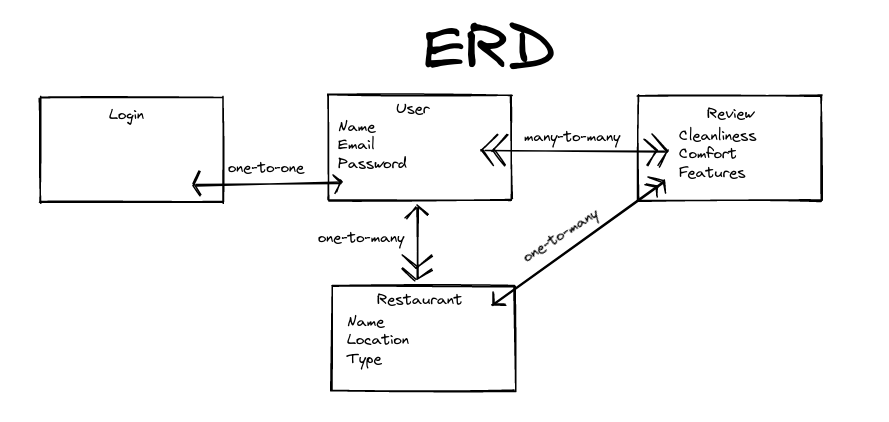 ERD
Login
User
Name
Email
Password
Review
Cleanliness
Comfort
Features
one-to-one
many-to-many
one-to-many
one-to-many
Restaurant
Name
Location
Type